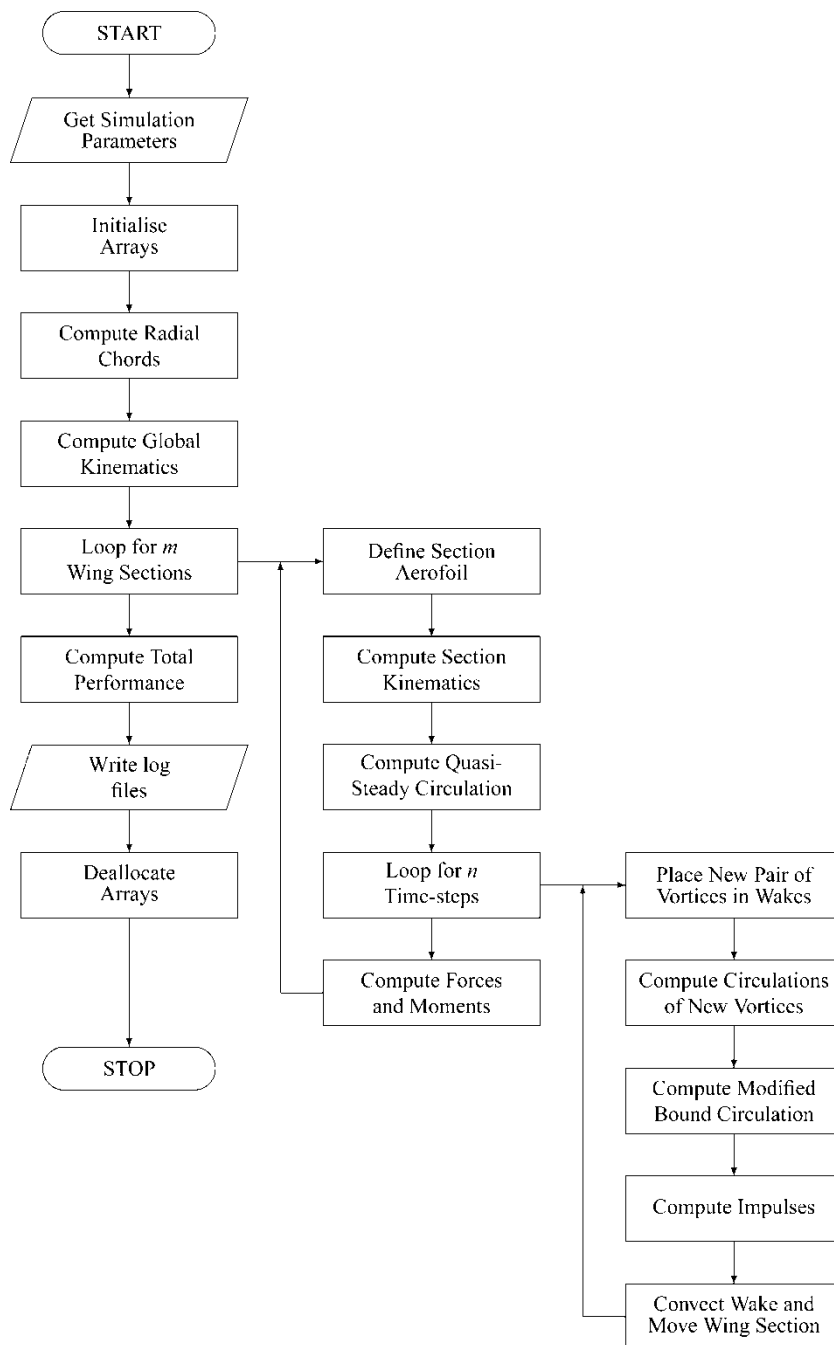 START
Get Simulation
Parameters
Initialise
Arrays
Compute Radial
Chords
Compute Global
Kinematics
Loop for m
Wing Sections
Compute Total
Performance
Write log
files
Deallocate
Arrays
STOP
Define Section
Aerofoil
Compute Section
Kinematics
Compute Quasi-
Steady Circulation
Loop for n
Time-steps
Compute Forces
and Moments
Place New Pair of
Vortices in Wakes
Compute Circulations
of New Vortices
Compute Modified
Bound Circulation
Compute Impulses
Convect Wake and
Move Wing Section